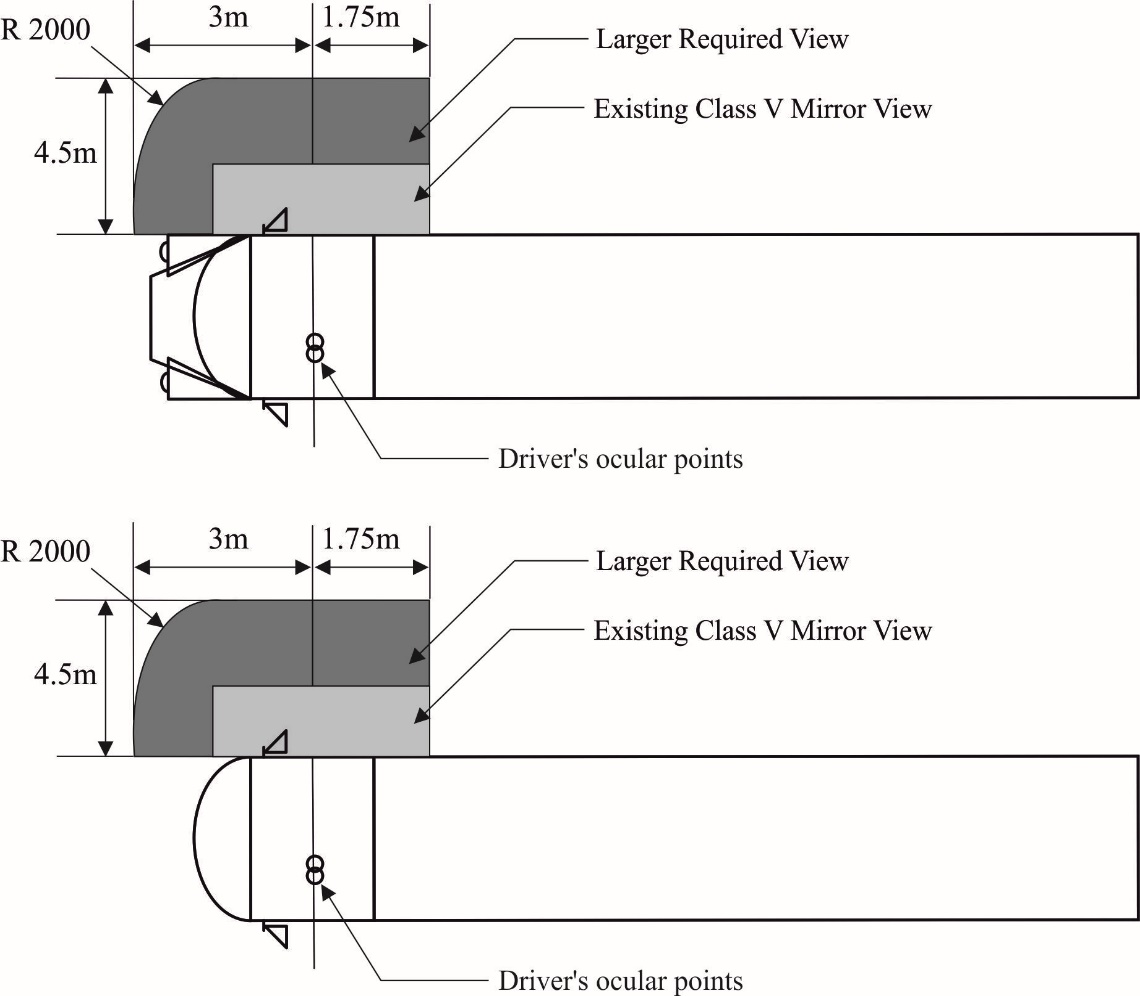 3m
1.75m
R 2000
Larger Required View
Existing Class V Mirror View
4.5m
Driver's ocular points
3m
1.75m
R 2000
Larger Required View
Existing Class V Mirror View
4.5m
Driver's ocular points